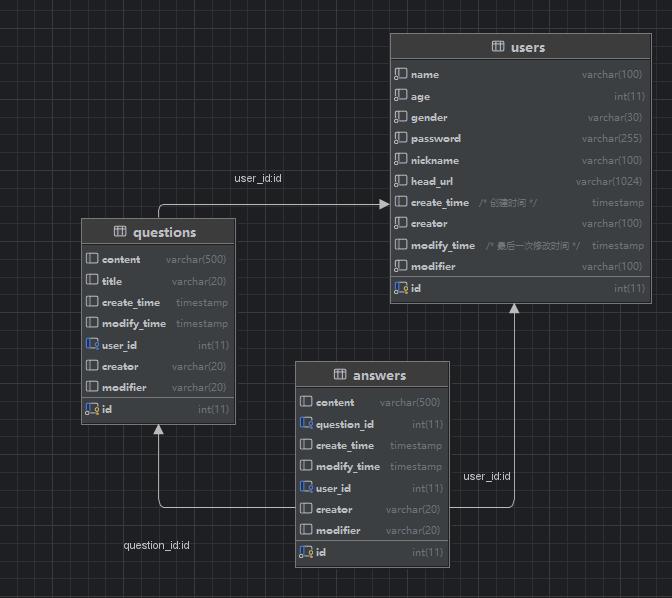 users
name varchar(100)
age int(11)
gender varchar(30)
password varchar(255)
nickname varchar(100)
head_url varchar(1024)
create_time /* 创建时间 */ timestamp
creator varchar(100)
modify_time /* 最后一次修改时间 */ timestamp
modifier varchar(100)
id int(11)
user_id:id
questions
content varchar(500)
title varchar(20)
create_time timestamp
modify_time timestamp
user_id int(11)
creator varchar(20)
modifier varchar(20)
id int(11)
answers
content varchar(500)
question_id int(11)
create_time timestamp
modify_time timestamp
user_id int(11)
creator varchar(20)
modifier varchar(20)
id int(11)
user_id:id
question_id:id